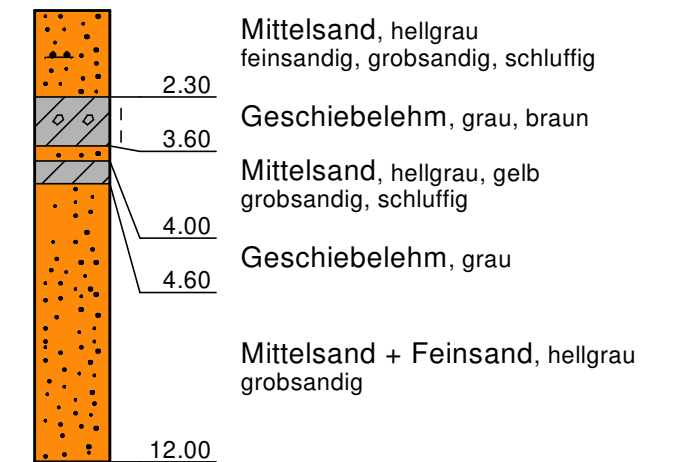 Mittelsand, hellgrau
feinsandig, grobsandig, schluffig
2.30
Geschiebelehm, grau, braun
3.60
Mittelsand, hellgrau, gelb
grobsandig, schluffig
4.00
Geschiebelehm, grau
4.60
Mittelsand + Feinsand, hellgrau
grobsandig
12.00